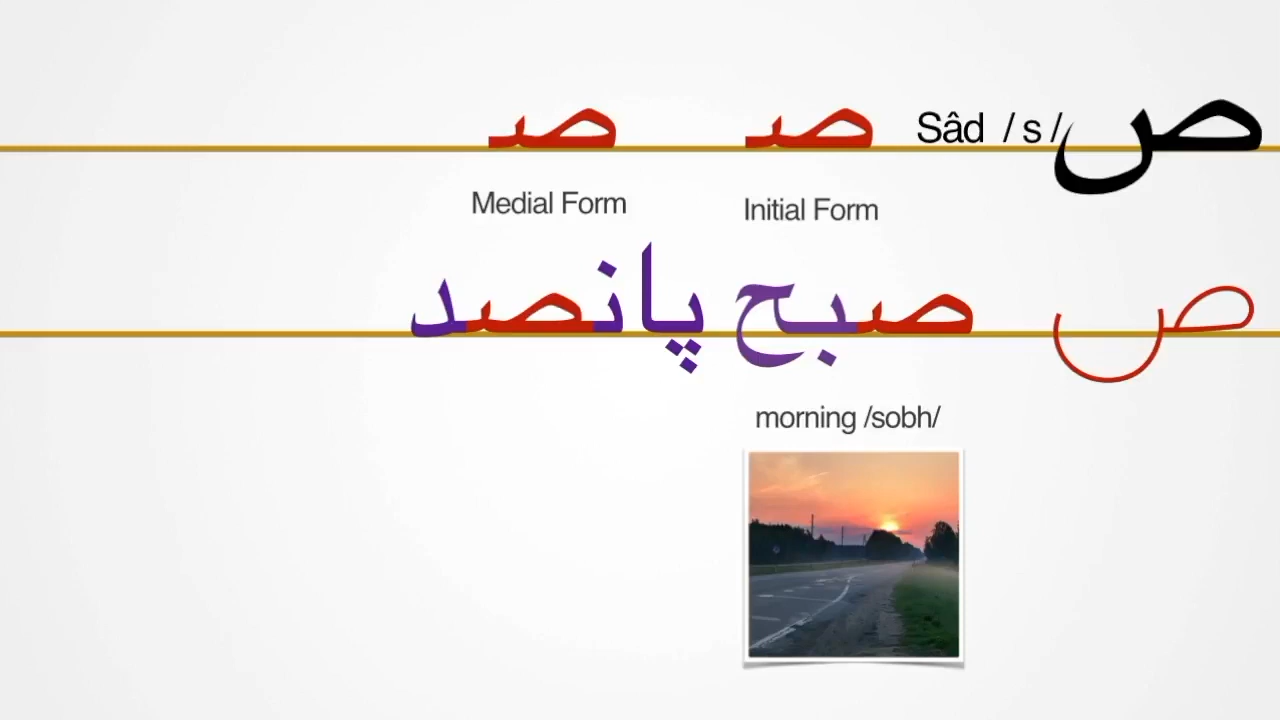 ص Sâd / s / صـ صـ
Initial Form Medial Form
ص صبح پانصد
morning /sobh/